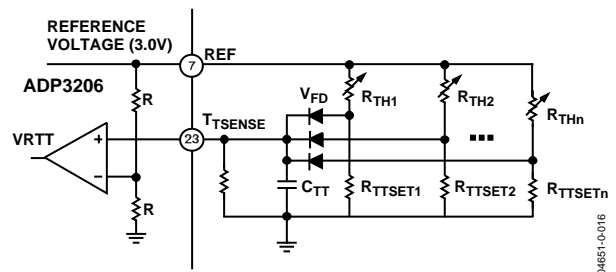 REFERENCE
VOLTAGE (3.0V)
7
REF
ADP3206
R
VFD
RTH1
RTH2
RTHn
TTSENSE
VRTT
+
23
–
R
CTT
RTTSET1
RTTSET2
RTTSETn
04651-0-016